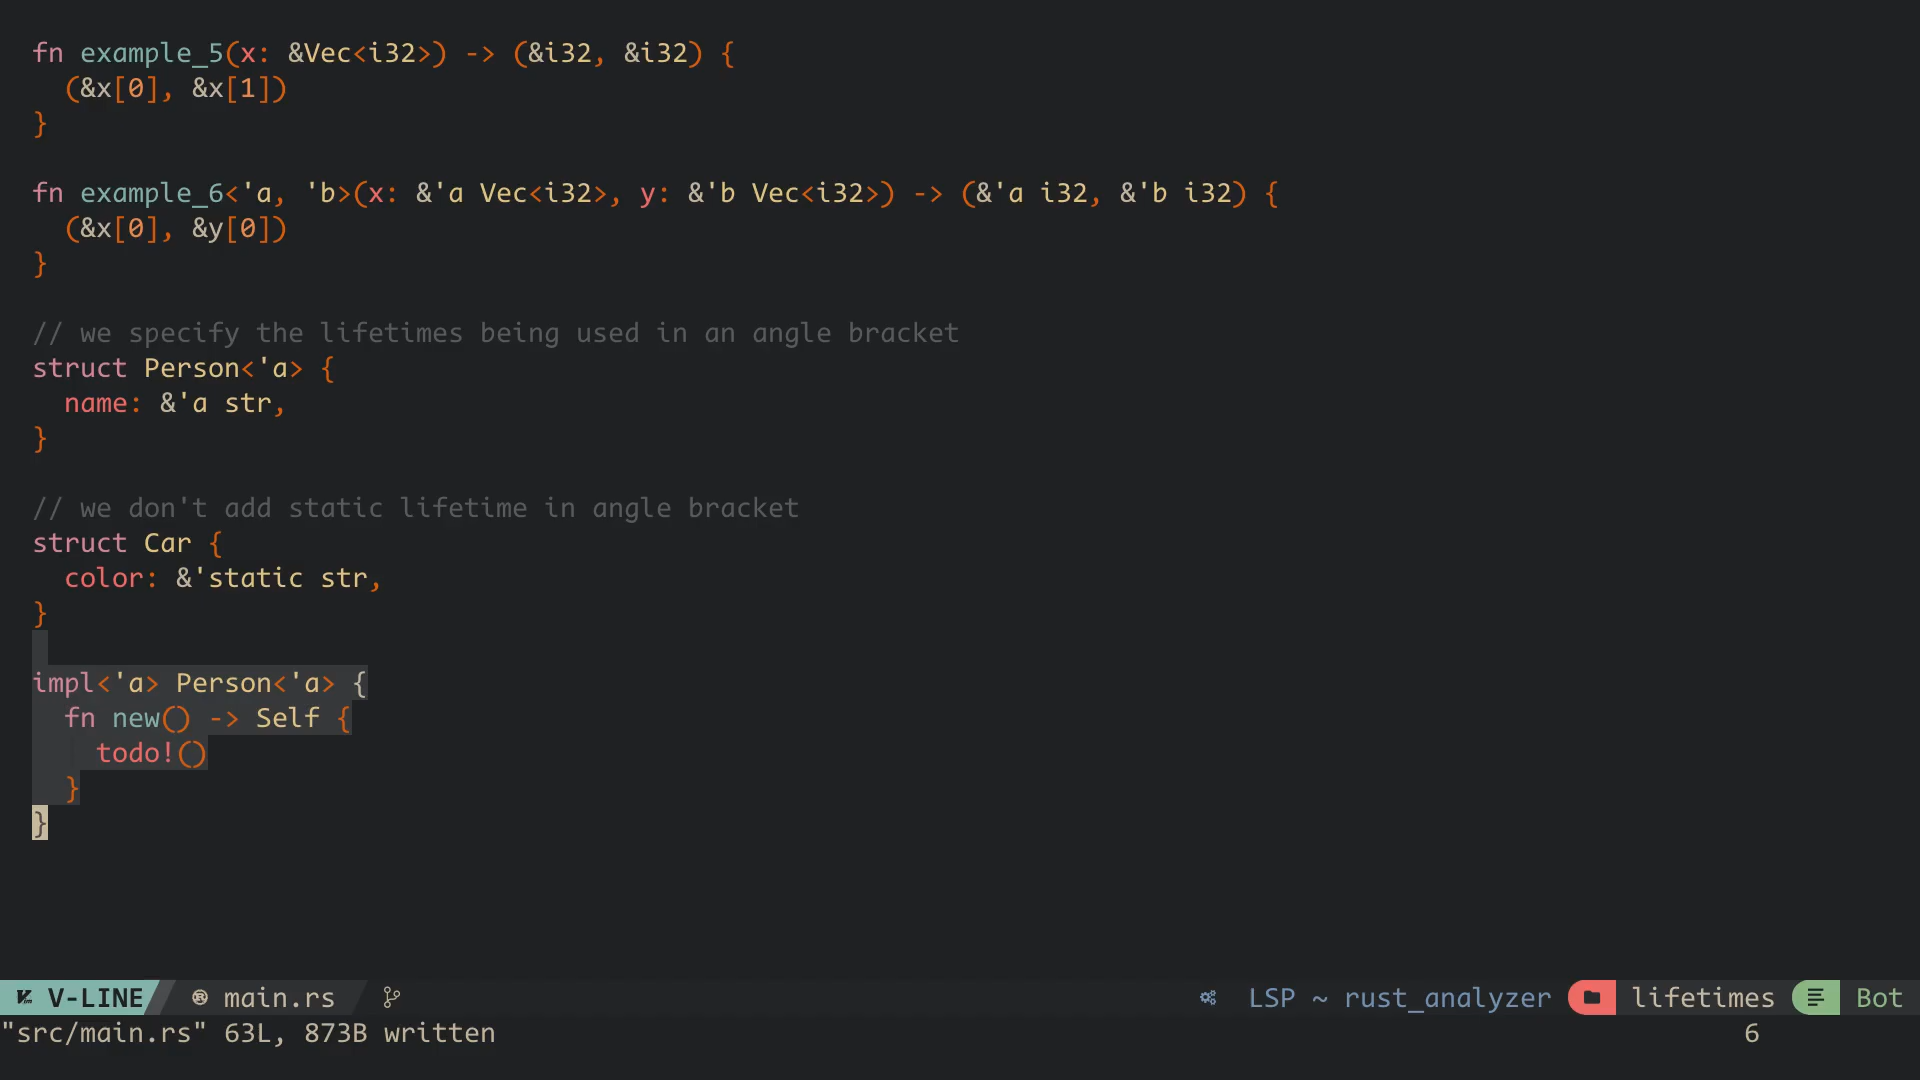 fn example_5(x: &Vec<i32>) -> (&i32, &i32) {
  (&x[0], &x[1])
}

fn example_6<'a, 'b>(x: &'a Vec<i32>, y: &'b Vec<i32>) -> (&'a i32, &'b i32) {
  (&x[0], &y[0])
}

// we specify the lifetimes being used in an angle bracket
struct Person<'a> {
  name: &'a str,
}

// we don't add static lifetime in angle bracket
struct Car {
  color: &'static str,
}

impl<'a> Person<'a> {
  fn new() -> Self {
    todo!()
  }
}
V-LINE main.rs LSP ~ rust_analyzer lifetimes Bot
"src/main.rs" 63L, 873B written 6